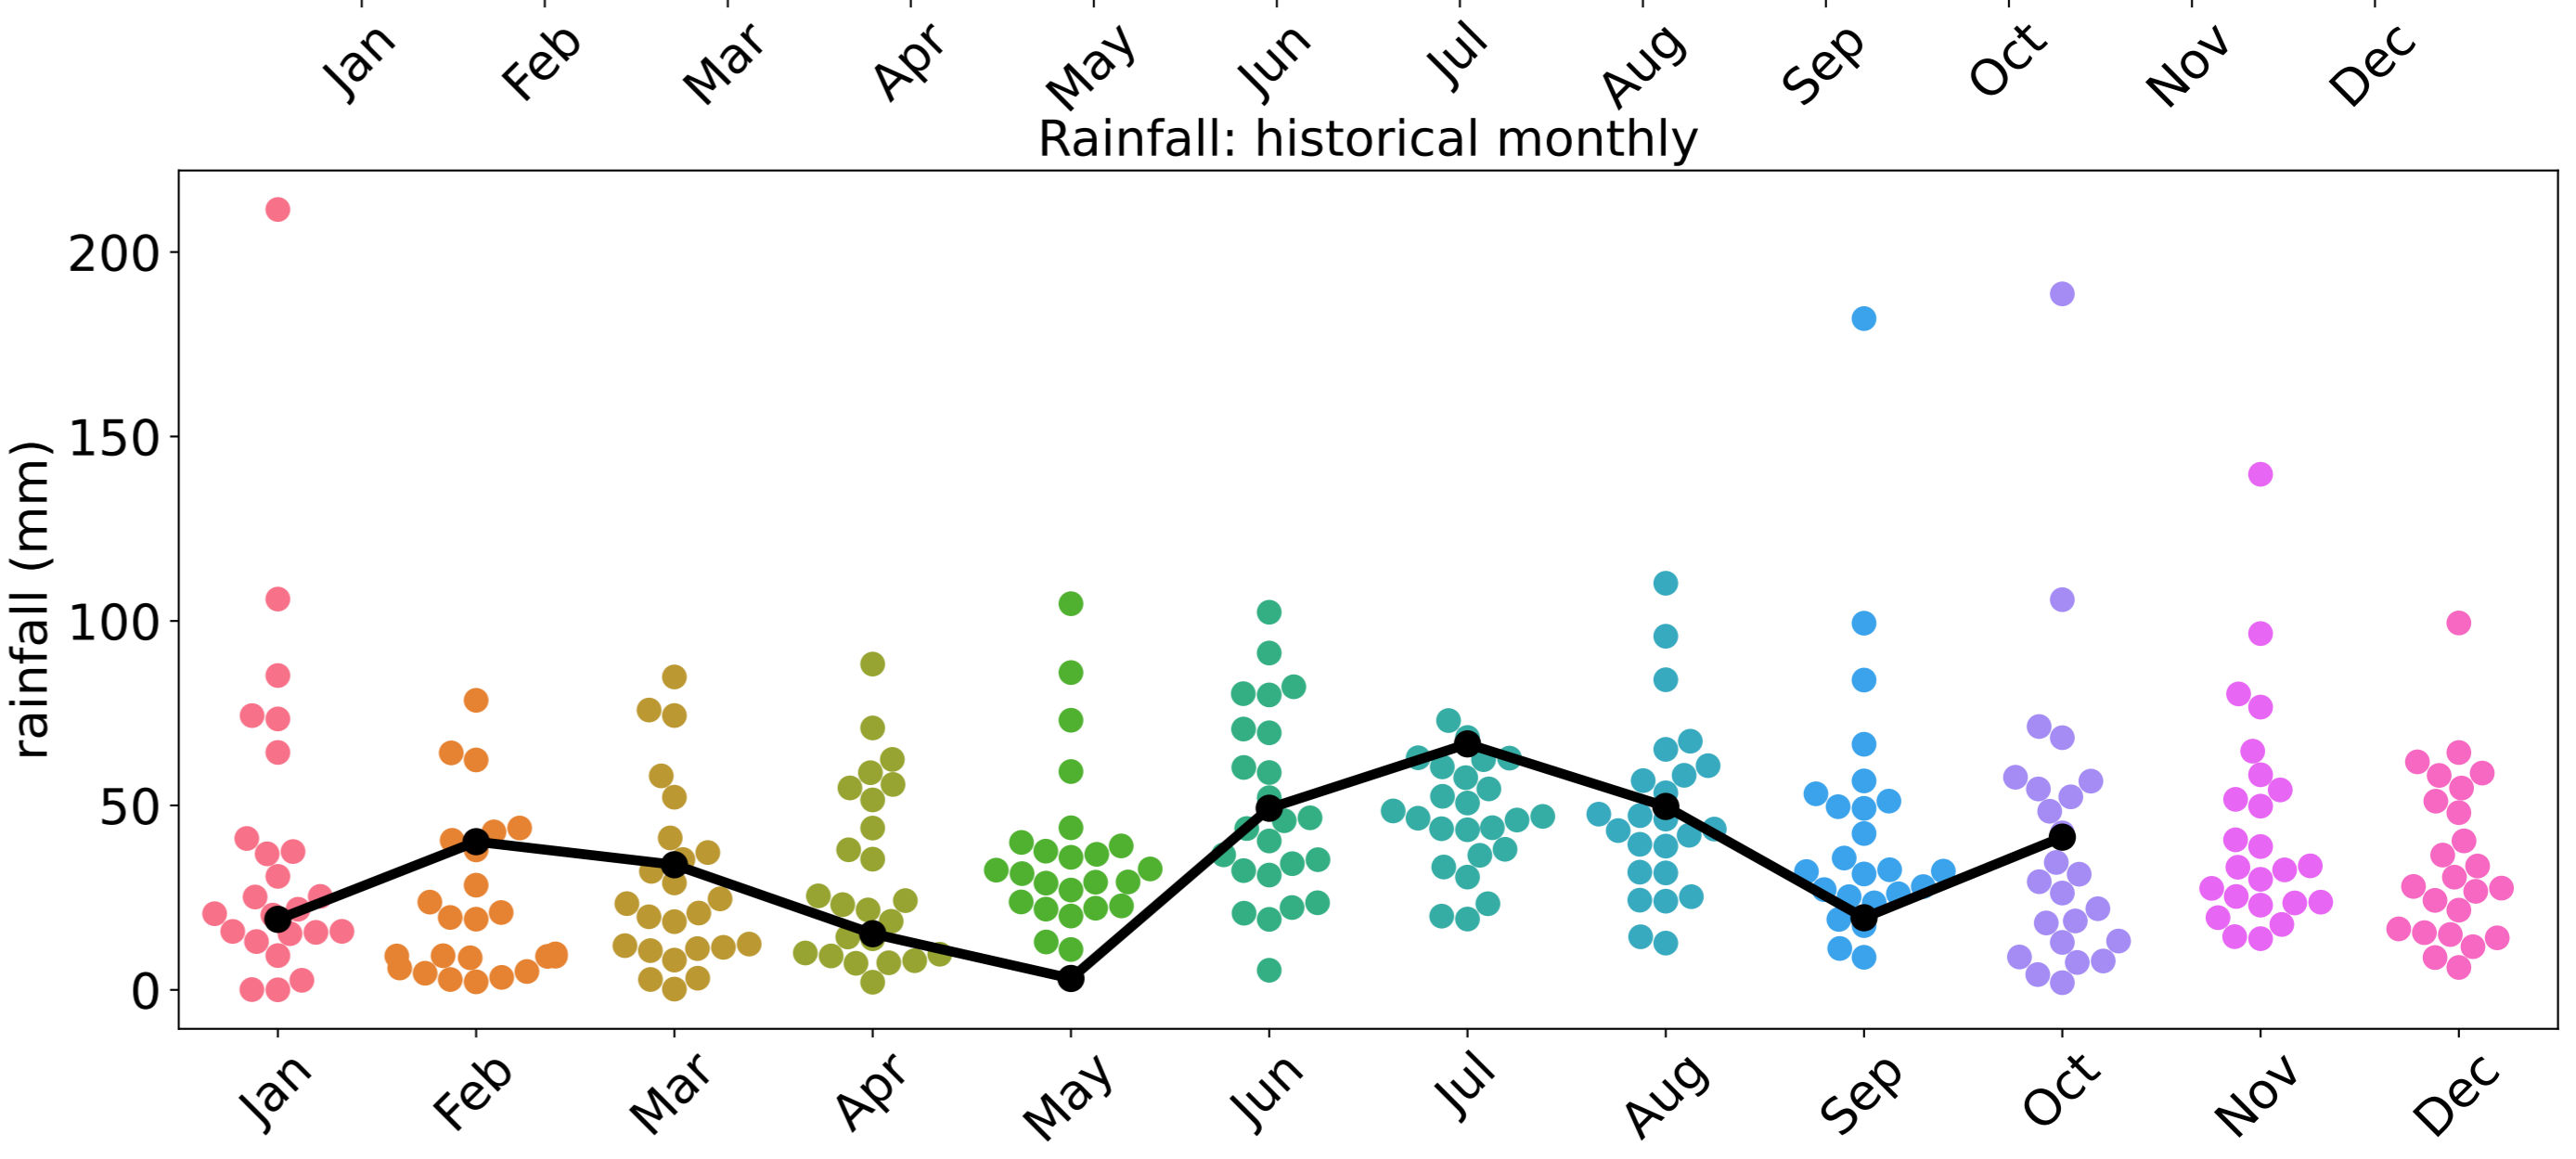 Jan Feb Mar Apr May Jun Jul Aug Sep Oct Nov Dec
Rainfall: historical monthly
rainfall (mm)
200
150
100
50
0
Jan Feb Mar Apr May Jun Jul Aug Sep Oct Nov Dec